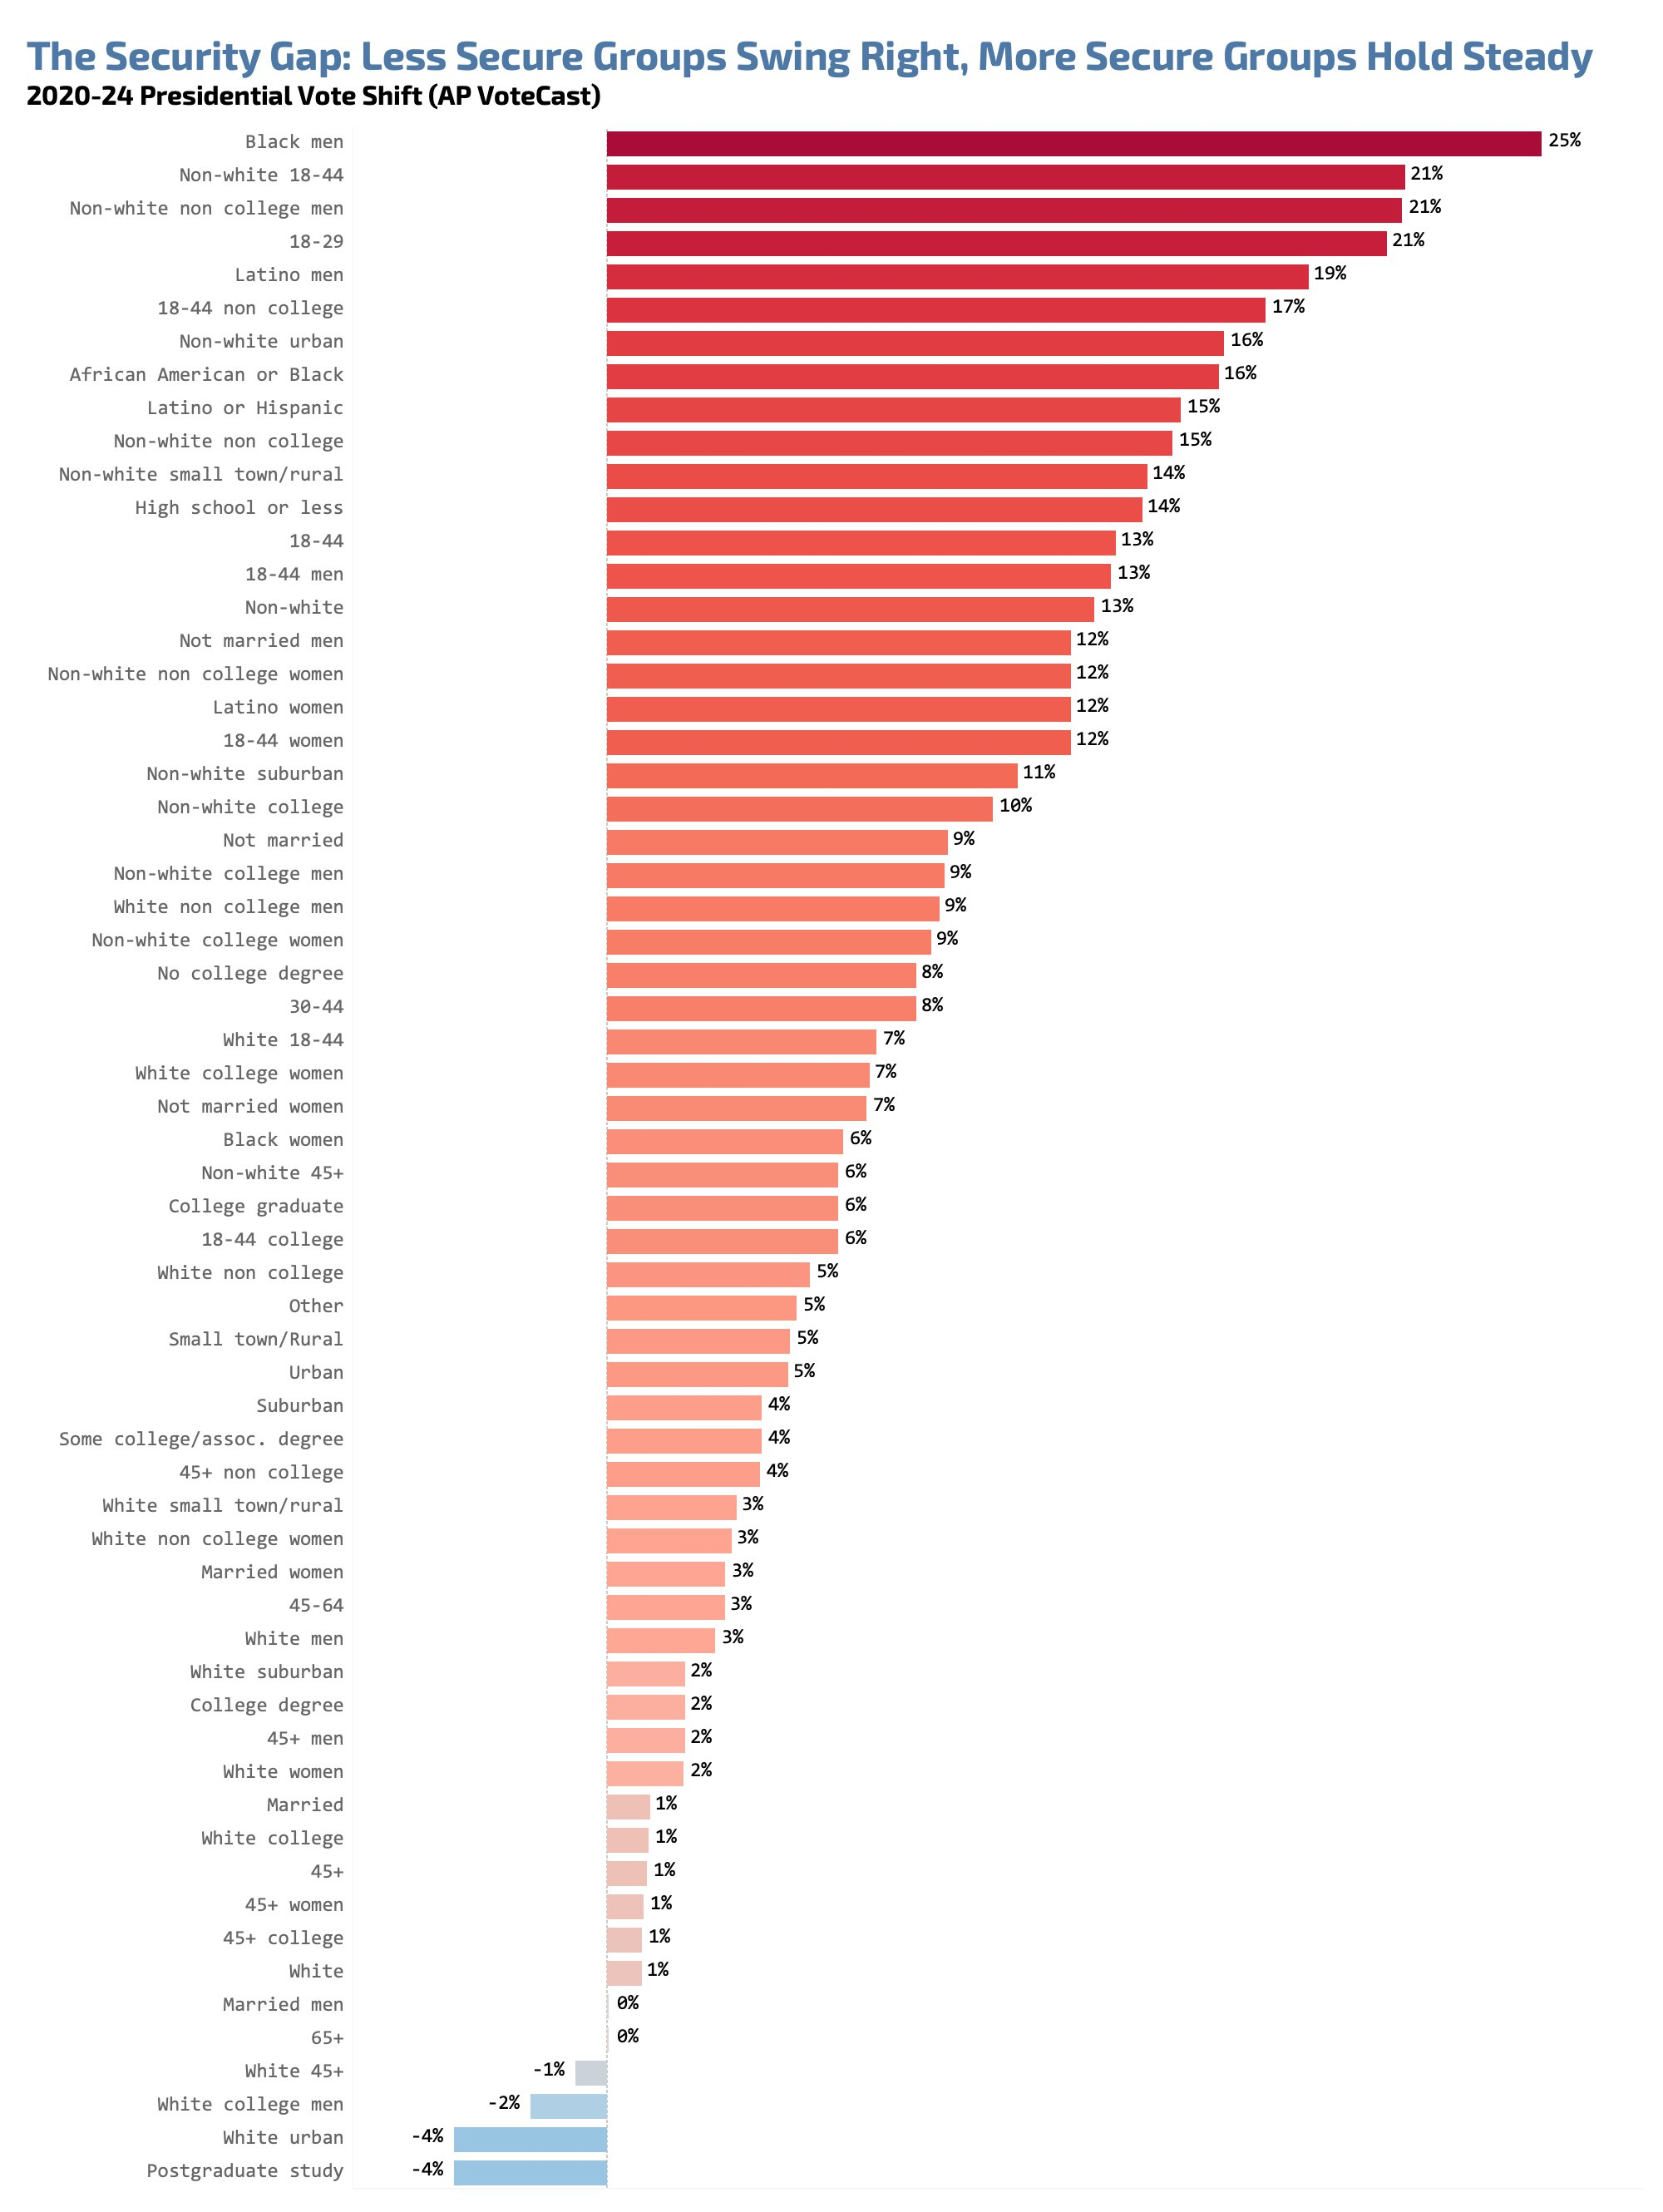 The Security Gap: Less Secure Groups Swing Right, More Secure Groups Hold Steady
2020-24 Presidential Vote Shift (AP VoteCast)
Black men 25%
Non-white 18-44 21%
Non-white non college men 21%
18-29 21%
Latino men 19%
18-44 non college 17%
Non-white urban 16%
African American or Black 16%
Latino or Hispanic 15%
Non-white non college 15%
Non-white small town/rural 14%
High school or less 14%
18-44 13%
18-44 men 13%
Non-white 13%
Not married men 12%
Non-white non college women 12%
Latino women 12%
18-44 women 12%
Non-white suburban 11%
Non-white college 10%
Not married 9%
Non-white college men 9%
White non college men 9%
Non-white college women 9%
No college degree 8%
30-44 8%
White 18-44 7%
White college women 7%
Not married women 7%
Black women 6%
Non-white 45+ 6%
College graduate 6%
18-44 college 6%
White non college 5%
Other 5%
Small town/Rural 5%
Urban 5%
Suburban 4%
Some college/assoc. degree 4%
45+ non college 4%
White small town/rural 3%
White non college women 3%
Married women 3%
45-64 3%
White men 3%
White suburban 2%
College degree 2%
45+ men 2%
White women 2%
Married 1%
White college 1%
45+ 1%
45+ women 1%
45+ college 1%
White 1%
Married men 0%
65+ 0%
White 45+ -1%
White college men -2%
White urban -4%
Postgraduate study -4%